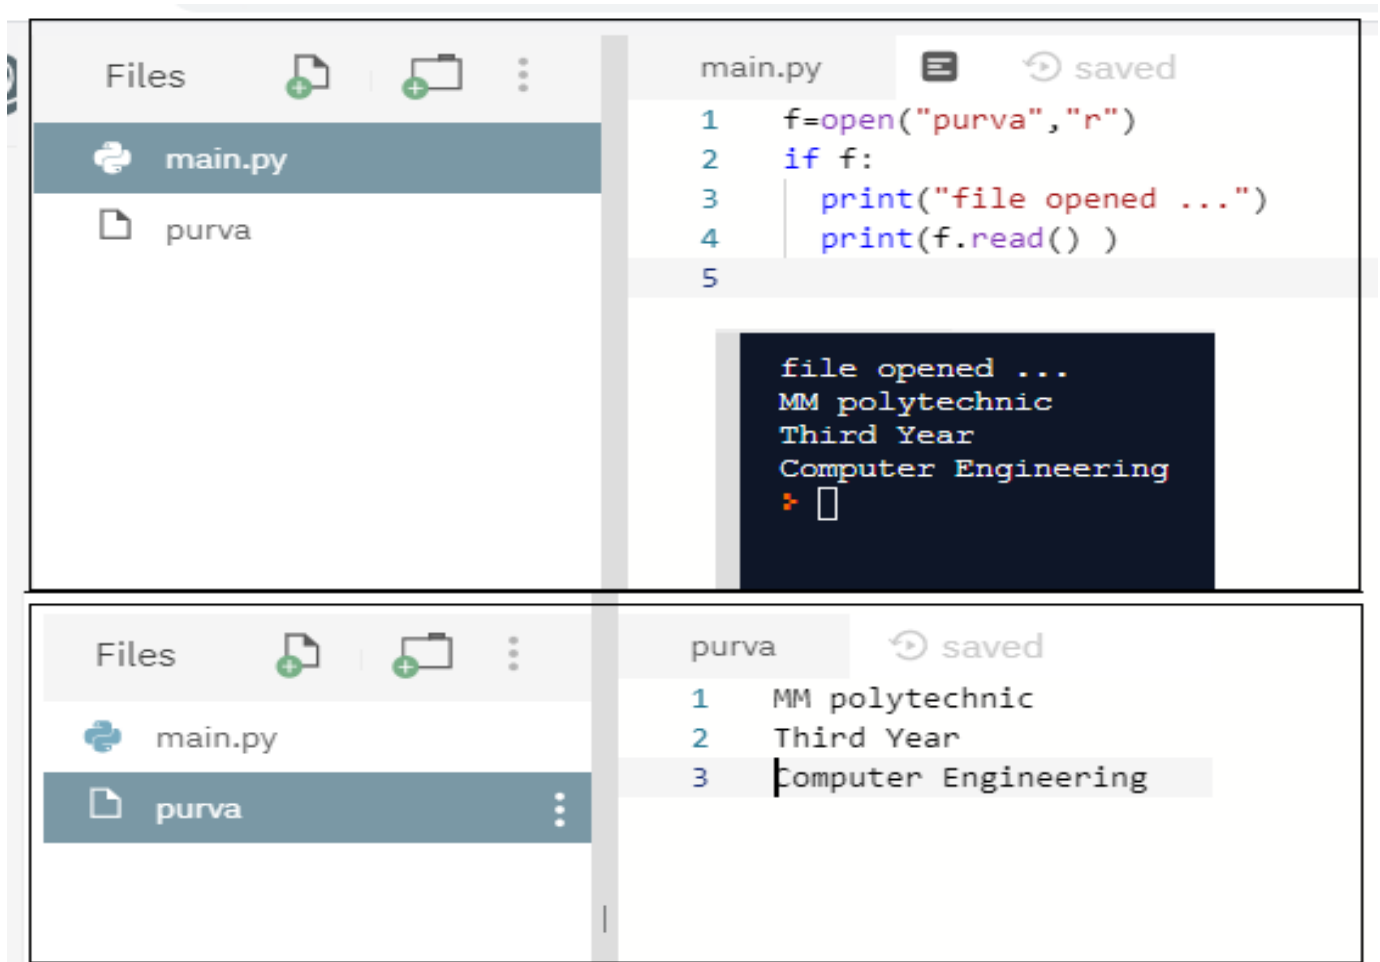 Files
main.py
saved
main.py
purva
1 f=open("purva","r")
2 if f:
3 print("file opened ...")
4 print(f.read() )
5
file opened ...
MM polytechnic
Third Year
Computer Engineering
Files
purva
saved
main.py
purva
1 MM polytechnic
2 Third Year
3 Computer Engineering